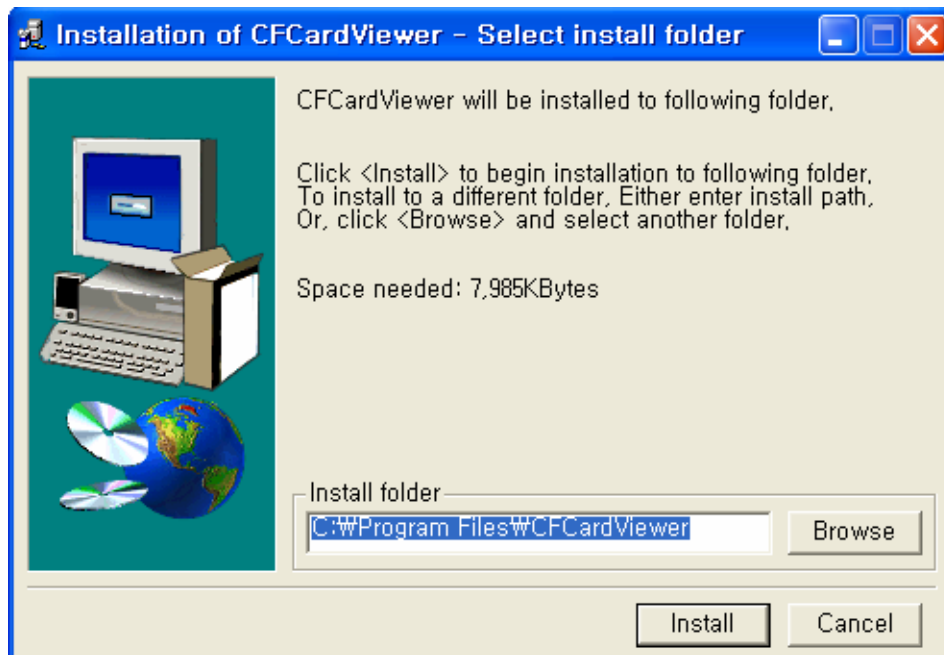 Installation of CFCardViewer - Select install folder
CFCardViewer will be installed to following folder,
Click <Install> to begin installation to following folder,
To install to a different folder, Either enter install path,
Or, click <Browse> and select another folder,
Space needed: 7,985KBytes
Install folder
C:₩Program Files₩CFCardViewer
Browse
Install
Cancel